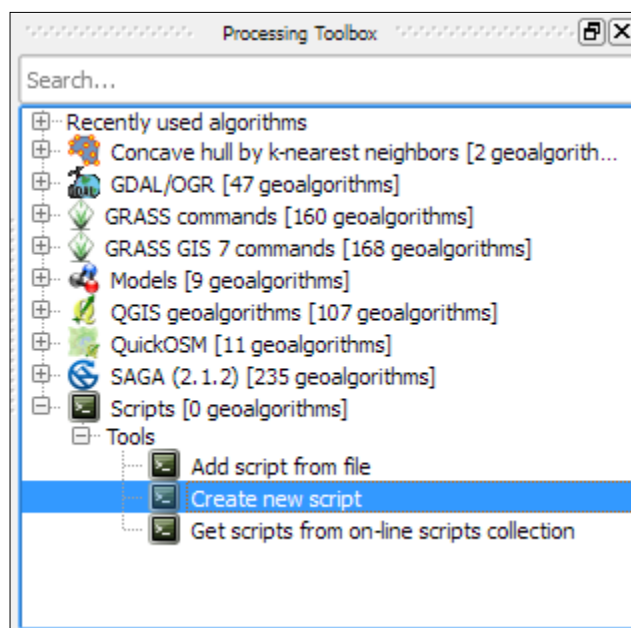 Processing Toolbox
Search...
Recently used algorithms
Concave hull by k-nearest neighbors [2 geoalgorith...
GDAL/OGR [47 geoalgorithms]
GRASS commands [160 geoalgorithms]
GRASS GIS 7 commands [168 geoalgorithms]
Models [9 geoalgorithms]
QGIS geoalgorithms [107 geoalgorithms]
QuickOSM [11 geoalgorithms]
SAGA (2.1.2) [235 geoalgorithms]
Scripts [0 geoalgorithms]
Tools
Add script from file
Create new script
Get scripts from on-line scripts collection